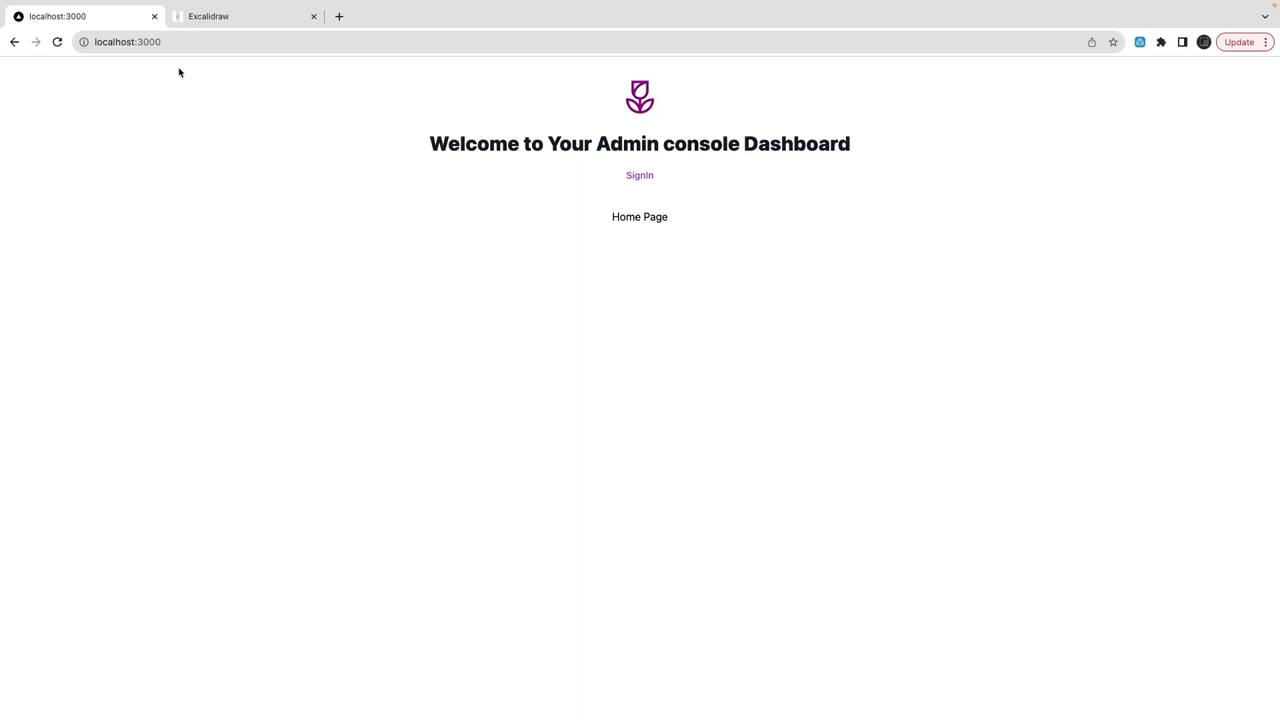 localhost:3000
Excalidraw
localhost:3000
Update
Welcome to Your Admin console Dashboard
SignIn
Home Page